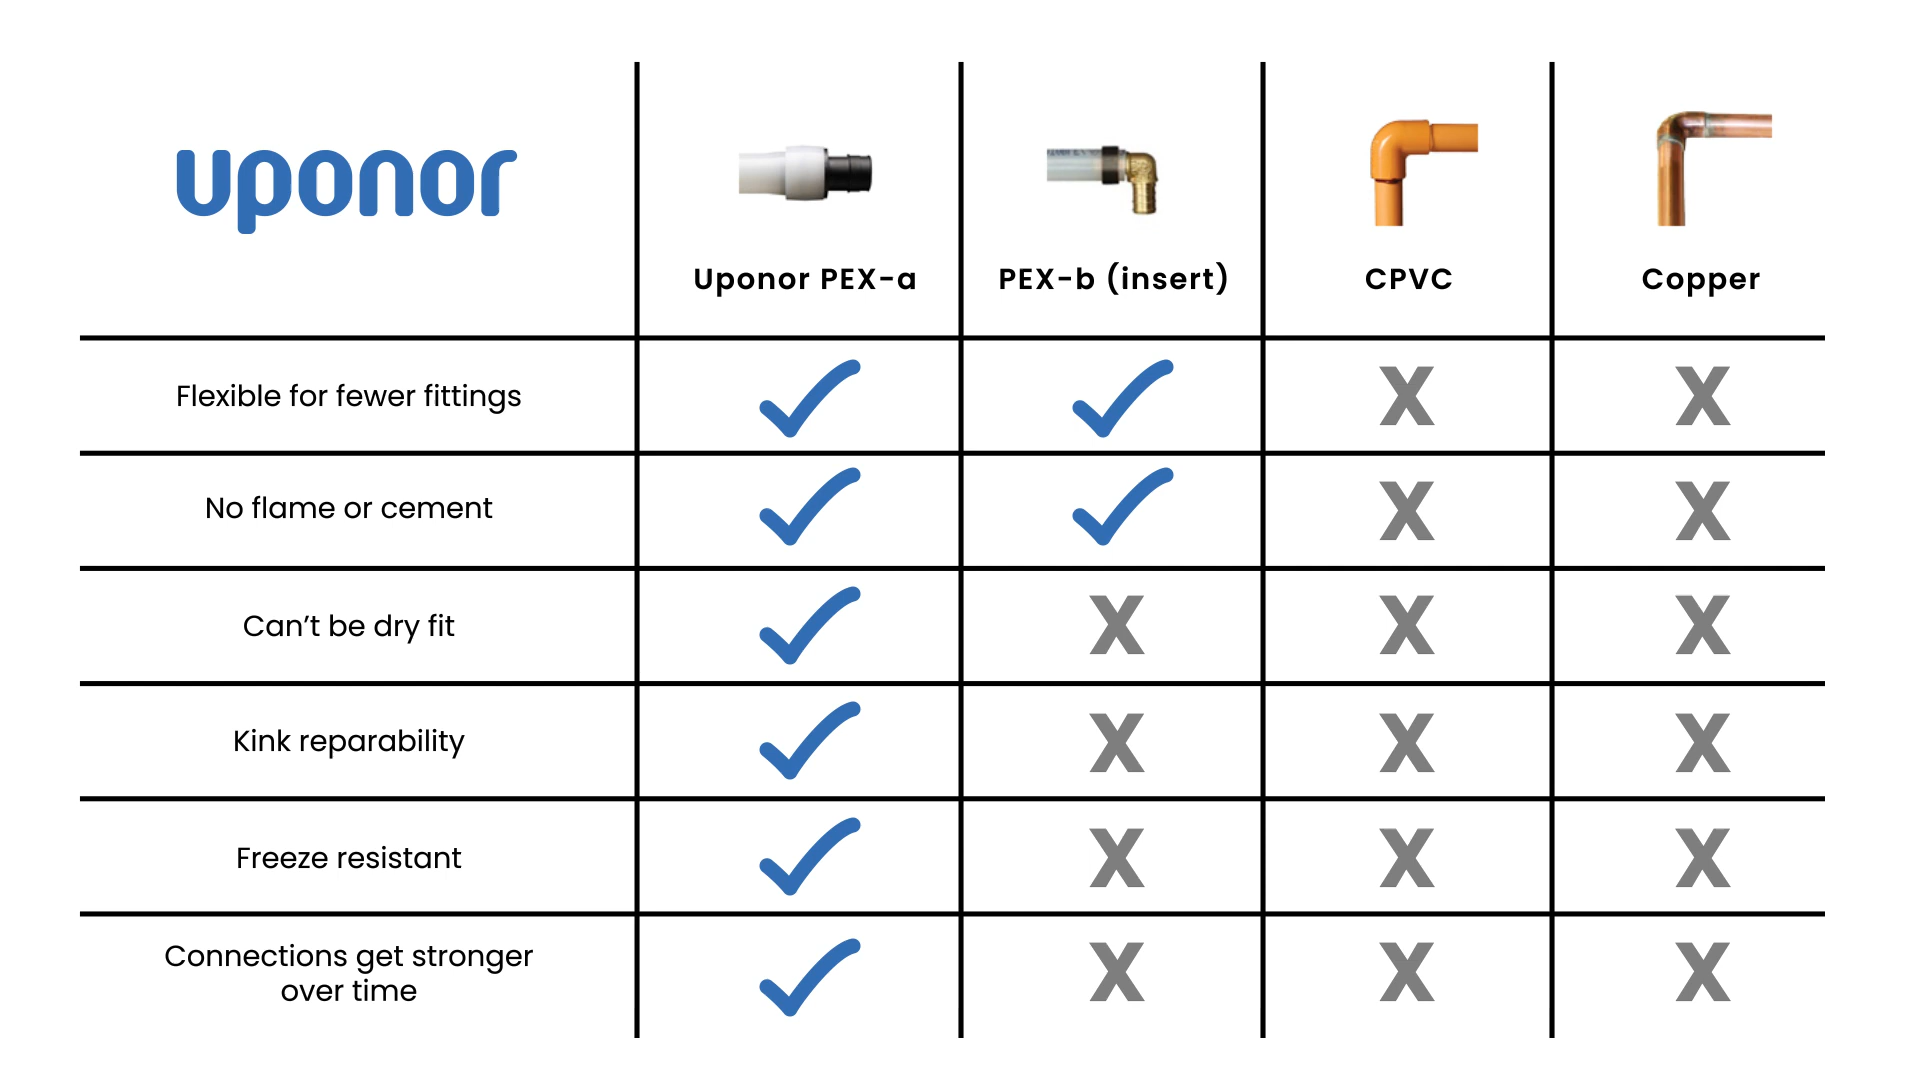 uponor
Uponor PEX-a
PEX-b (insert)
CPVC
Copper
Flexible for fewer fittings
X
X
No flame or cement
X
X
Can't be dry fit
X
X
X
Kink reparability
X
X
X
Freeze resistant
X
X
X
Connections get stronger
over time
X
X
X